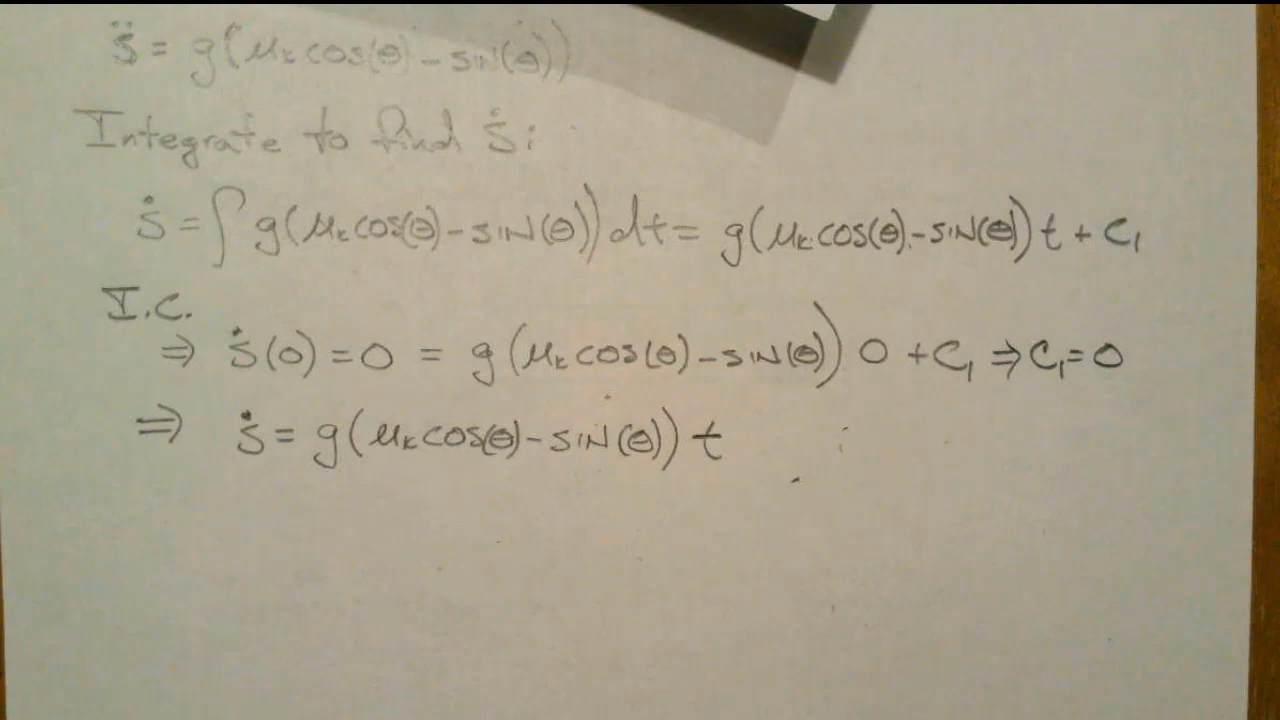 s̈ = g(μₖ cos(θ) - sin(θ))
Integrate to find ṡ:
ṡ = ∫ g(μₖ cos(θ) - sin(θ)) dt = g(μₖ cos(θ) - sin(θ)) t + C₁
I.C.
⇒ ṡ(0) = 0 = g(μₖ cos(θ) - sin(θ)) 0 + C₁ ⇒ C₁ = 0
⇒ ṡ = g(μₖ cos(θ) - sin(θ)) t